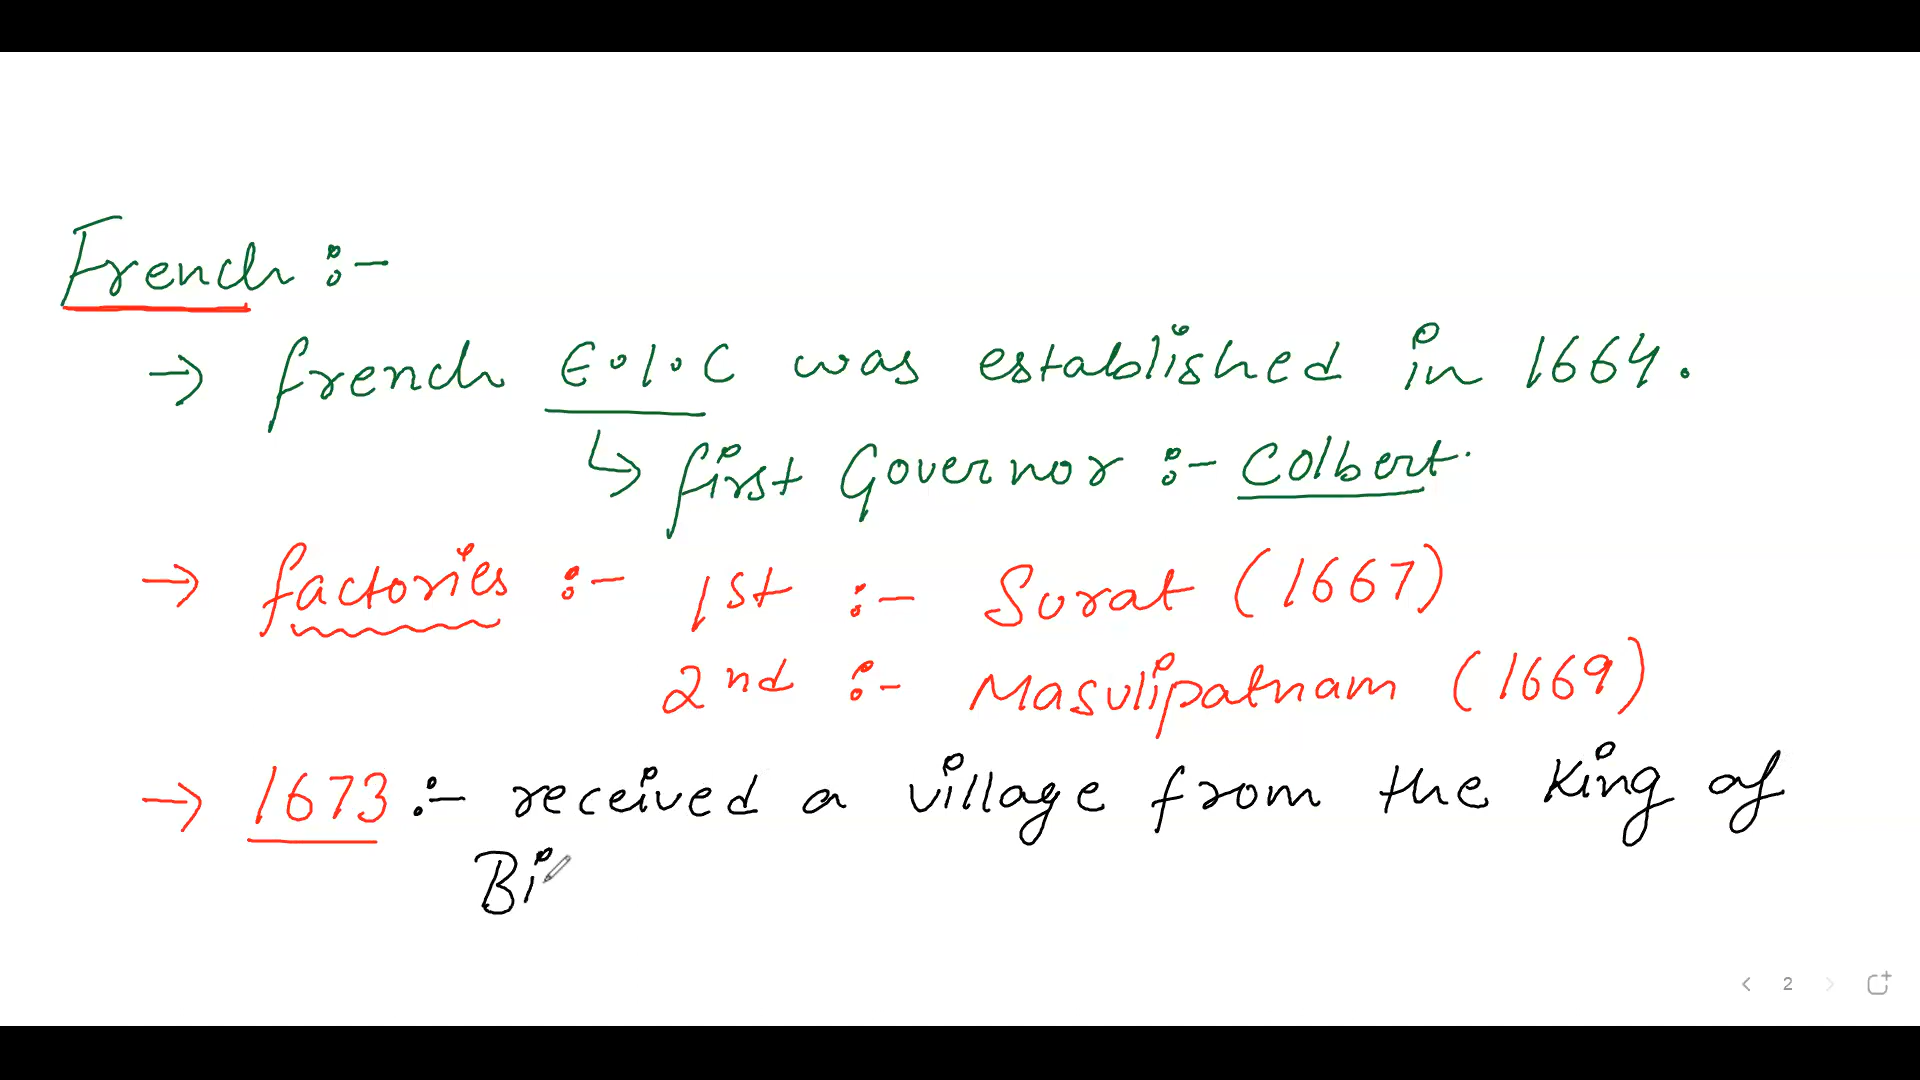 French :-
→ french E.I.C was established in 1664.
↳ first Governor :- Colbert.
→ factories :- 1st :- Surat (1667)
2nd :- Masulipatnam (1669)
→ 1673 :- received a village from the King of
Bi
2